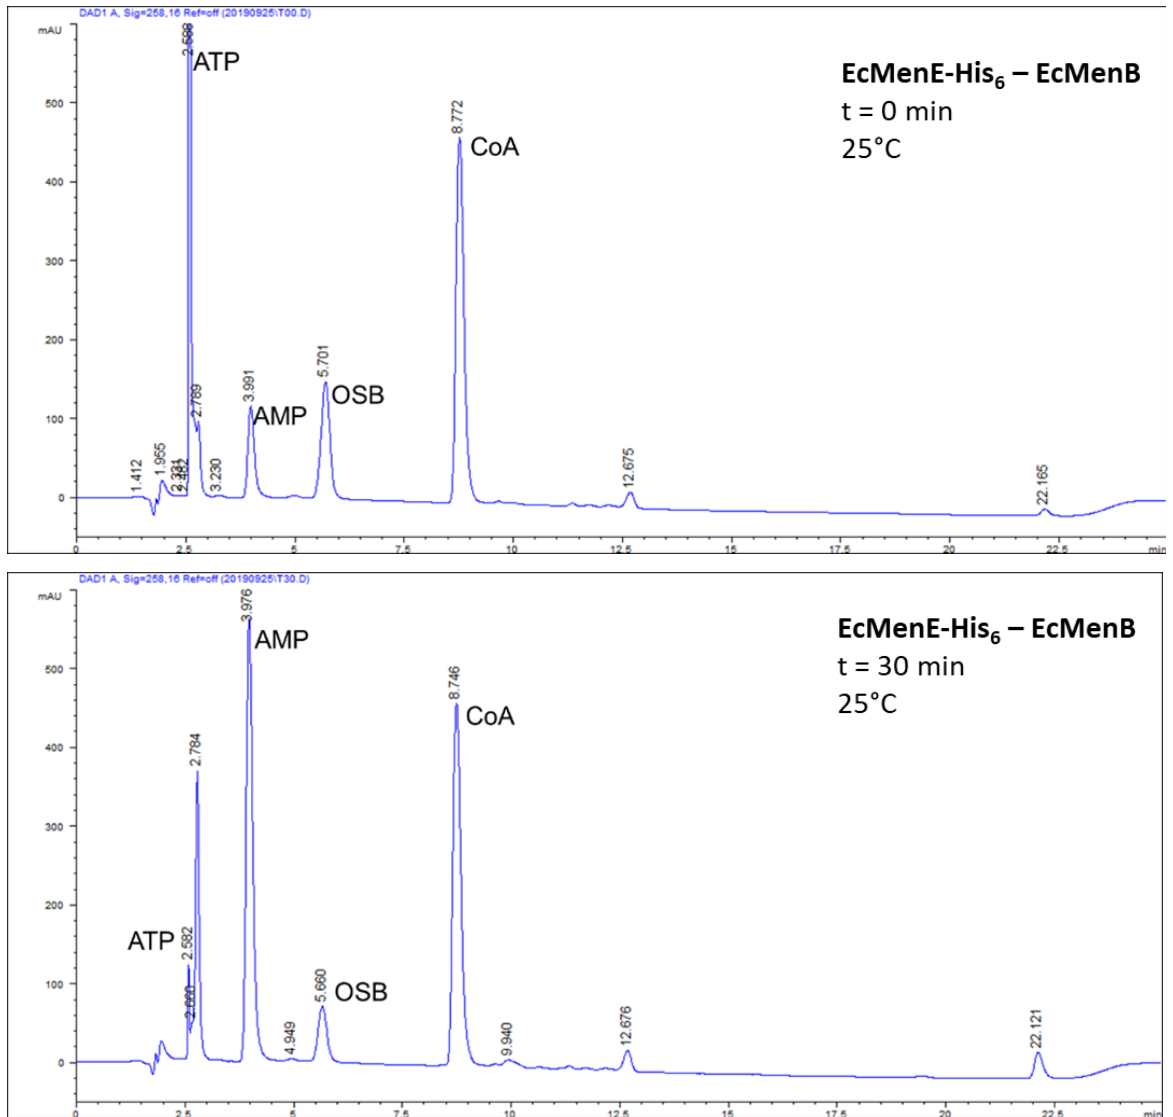 DAD1 A, Sig=258,16 Ref=off (20190925\T00.D)
mAU
500
400
300
200
100
0
2.588
ATP
2.789
1.412
1.955
2.331
2.482
3.230
3.991
AMP
5.701
OSB
8.772
CoA
12.675
22.165
EcMenE-His6 – EcMenB
t = 0 min
25°C
0 2.5 5 7.5 10 12.5 15 17.5 20 22.5 min
DAD1 A, Sig=258,16 Ref=off (20190925\T30.D)
mAU
500
400
300
200
100
0
ATP
2.582
2.660
2.784
3.976
AMP
4.949
5.660
OSB
8.746
CoA
9.940
12.676
22.121
EcMenE-His6 – EcMenB
t = 30 min
25°C
0 2.5 5 7.5 10 12.5 15 17.5 20 22.5 min